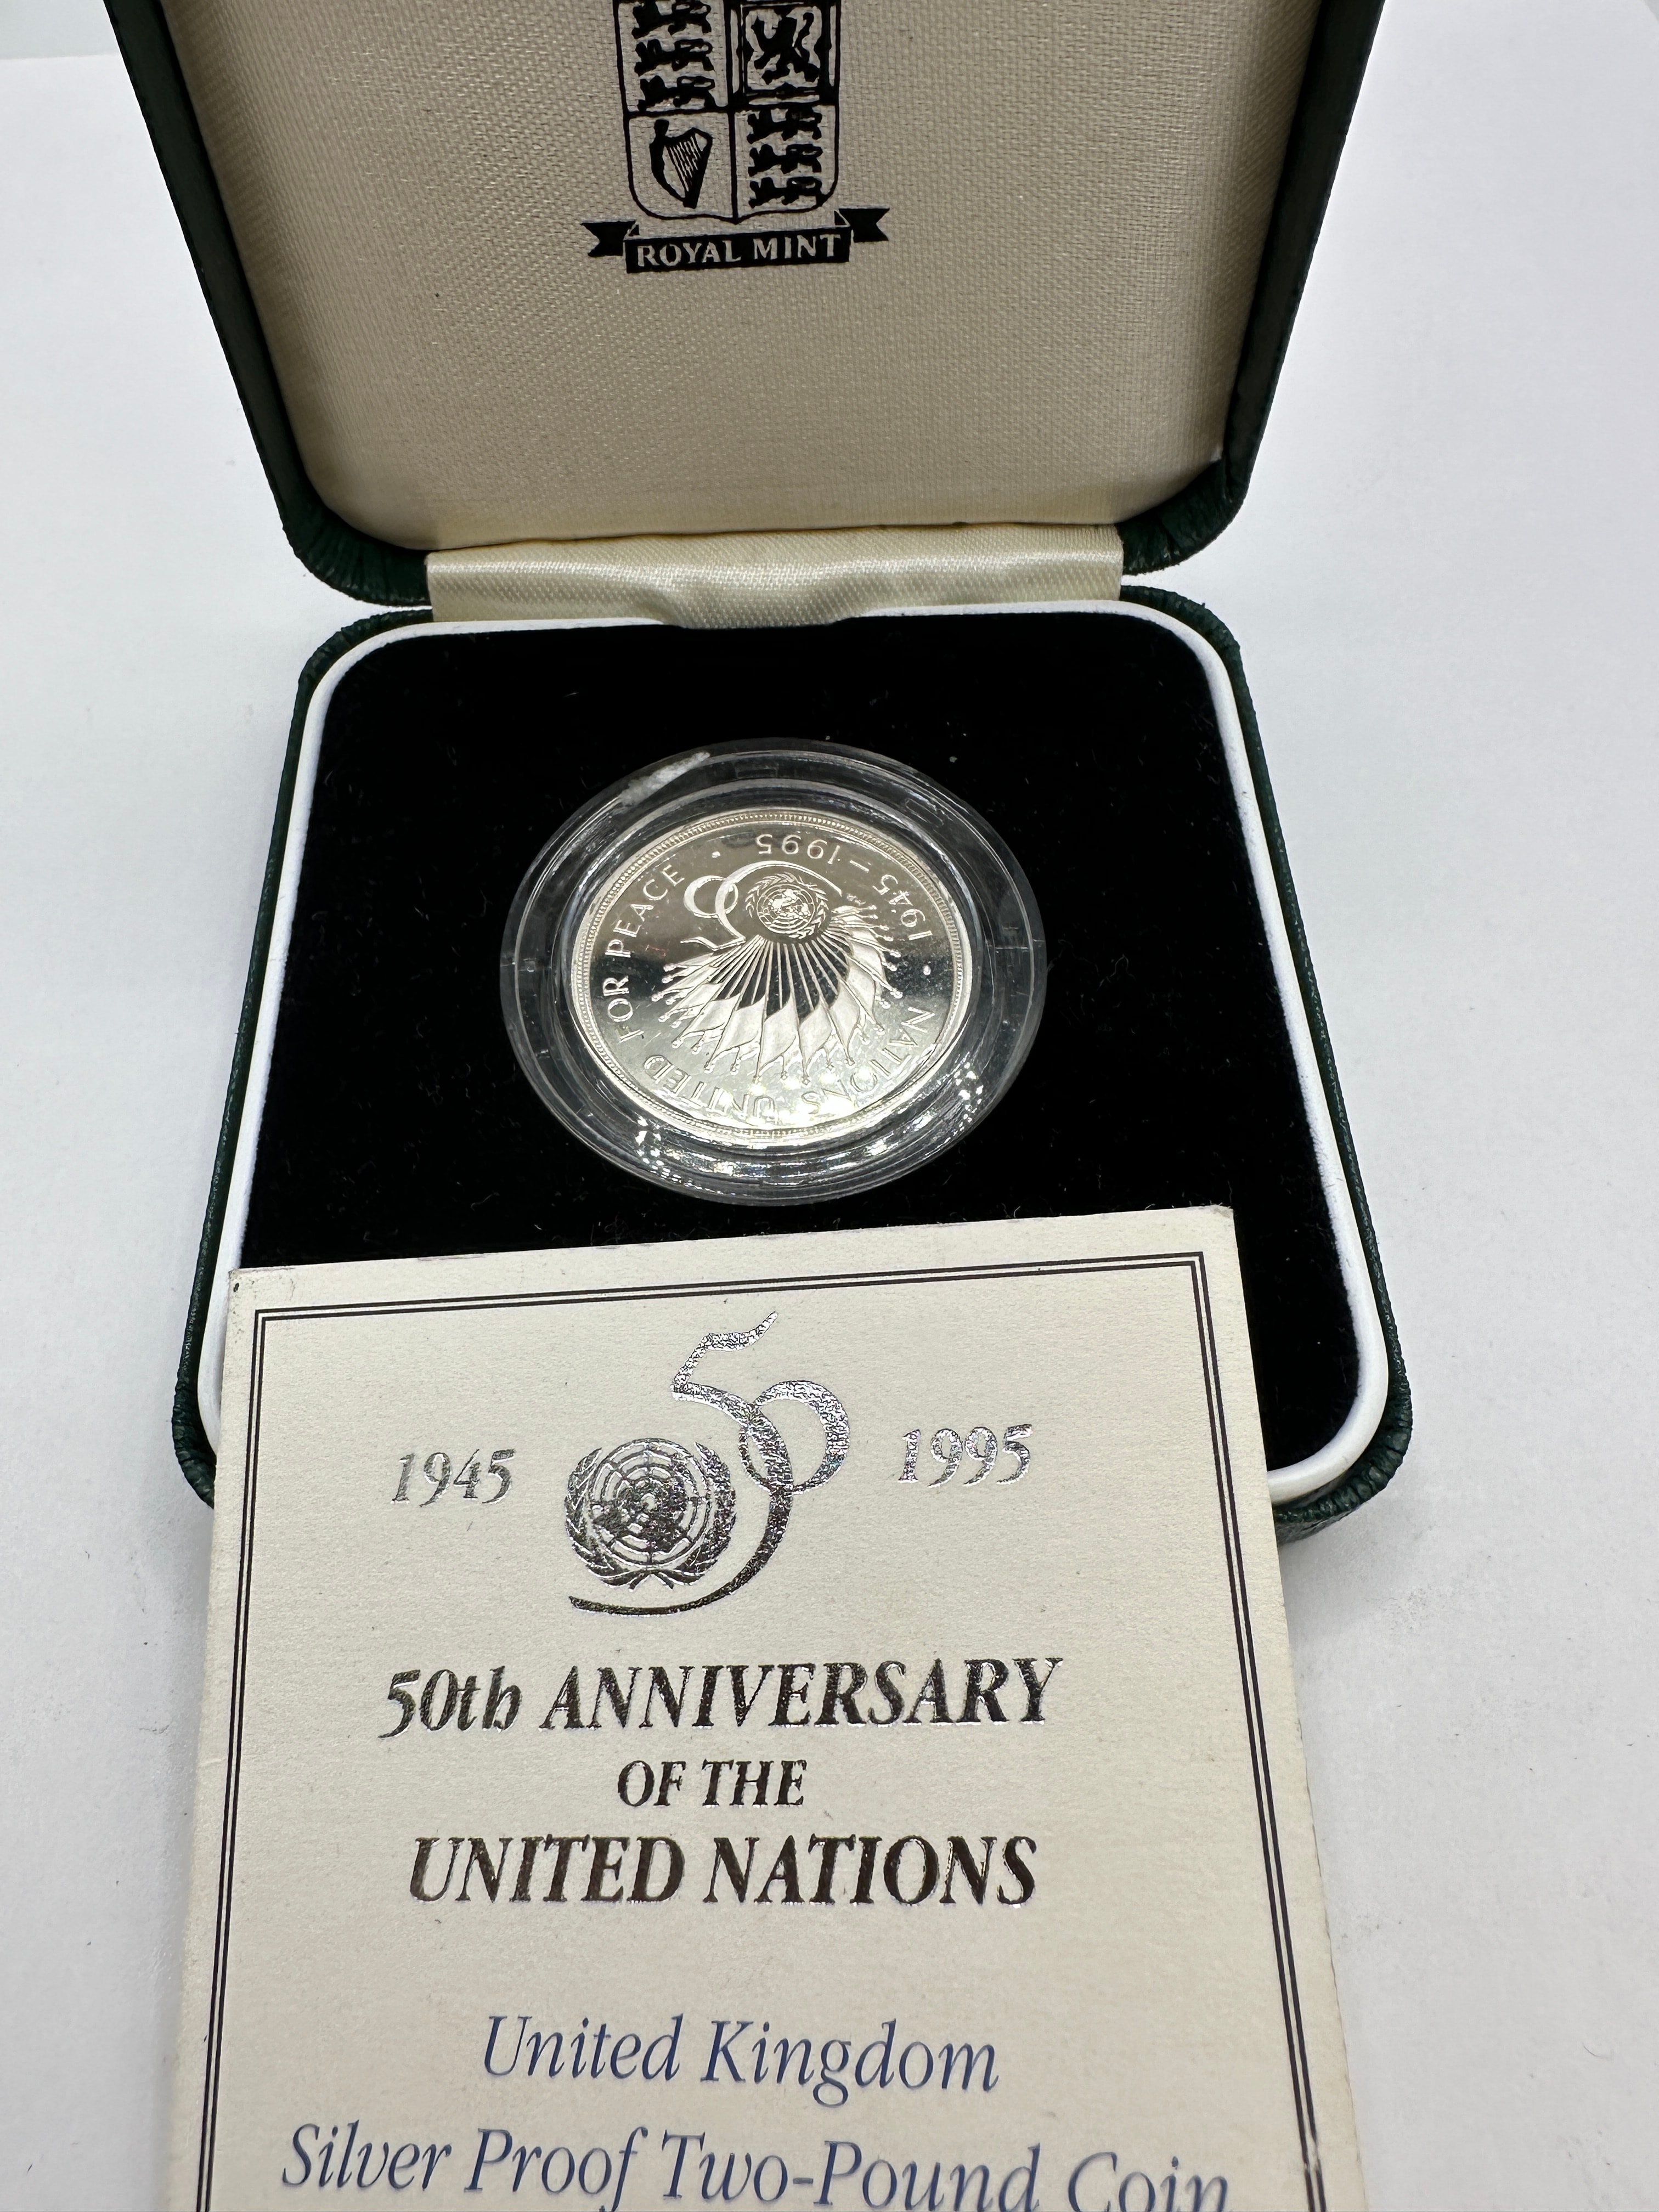 ROYAL MINT
NATIONS UNITED FOR PEACE • 1945–1995 •
50
1945
1995
50th ANNIVERSARY
OF THE
UNITED NATIONS
United Kingdom
Silver Proof Two-Pound Coin